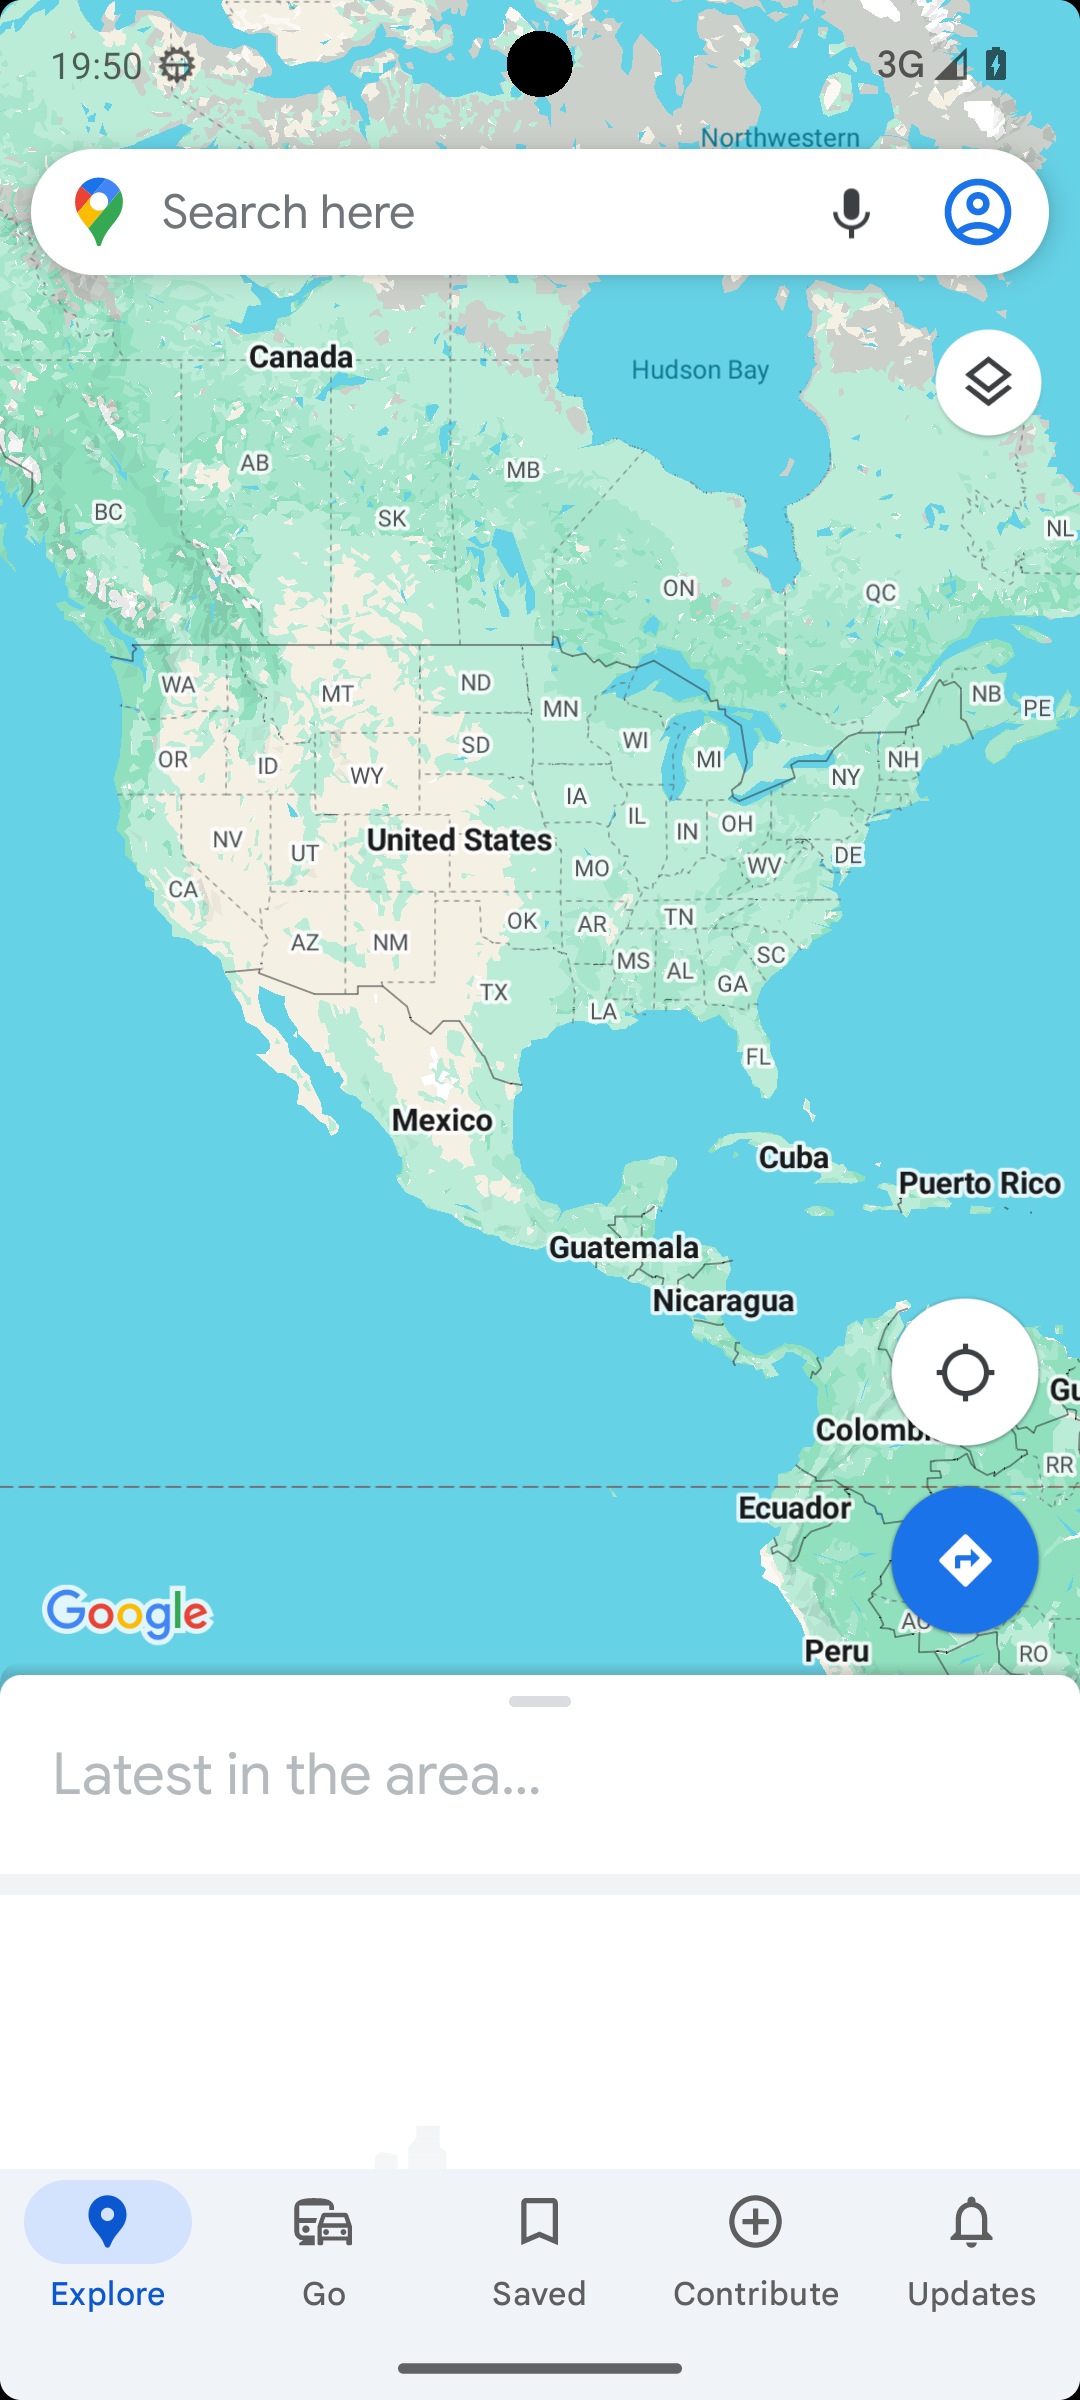 19:50
3G
Northwestern
Search here
Canada
Hudson Bay
AB
MB
BC
SK
NL
ON
QC
WA
MT
ND
MN
NB
PE
OR
ID
SD
WI
MI
NH
WY
NY
IA
IL
IN
OH
NV
UT
United States
MO
WV
DE
CA
OK
AR
TN
AZ
NM
MS
AL
SC
GA
TX
LA
FL
Mexico
Cuba
Puerto Rico
Guatemala
Nicaragua
Gu
Colomb
RR
Ecuador
Google
Peru
RO
Latest in the area...
Explore
Go
Saved
Contribute
Updates